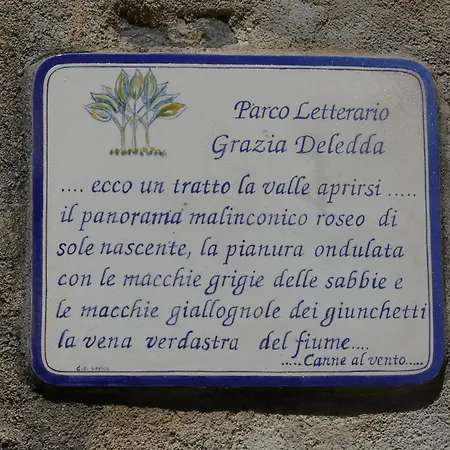 Parco Letterario
Grazia Deledda
.... ecco un tratto la valle aprirsi .....
il panorama malinconico roseo di
sole nascente, la pianura ondulata
con le macchie grigie delle sabbie e
le macchie giallognole dei giunchetti
la vena verdastra del fiume....
.....Canne al vento.....